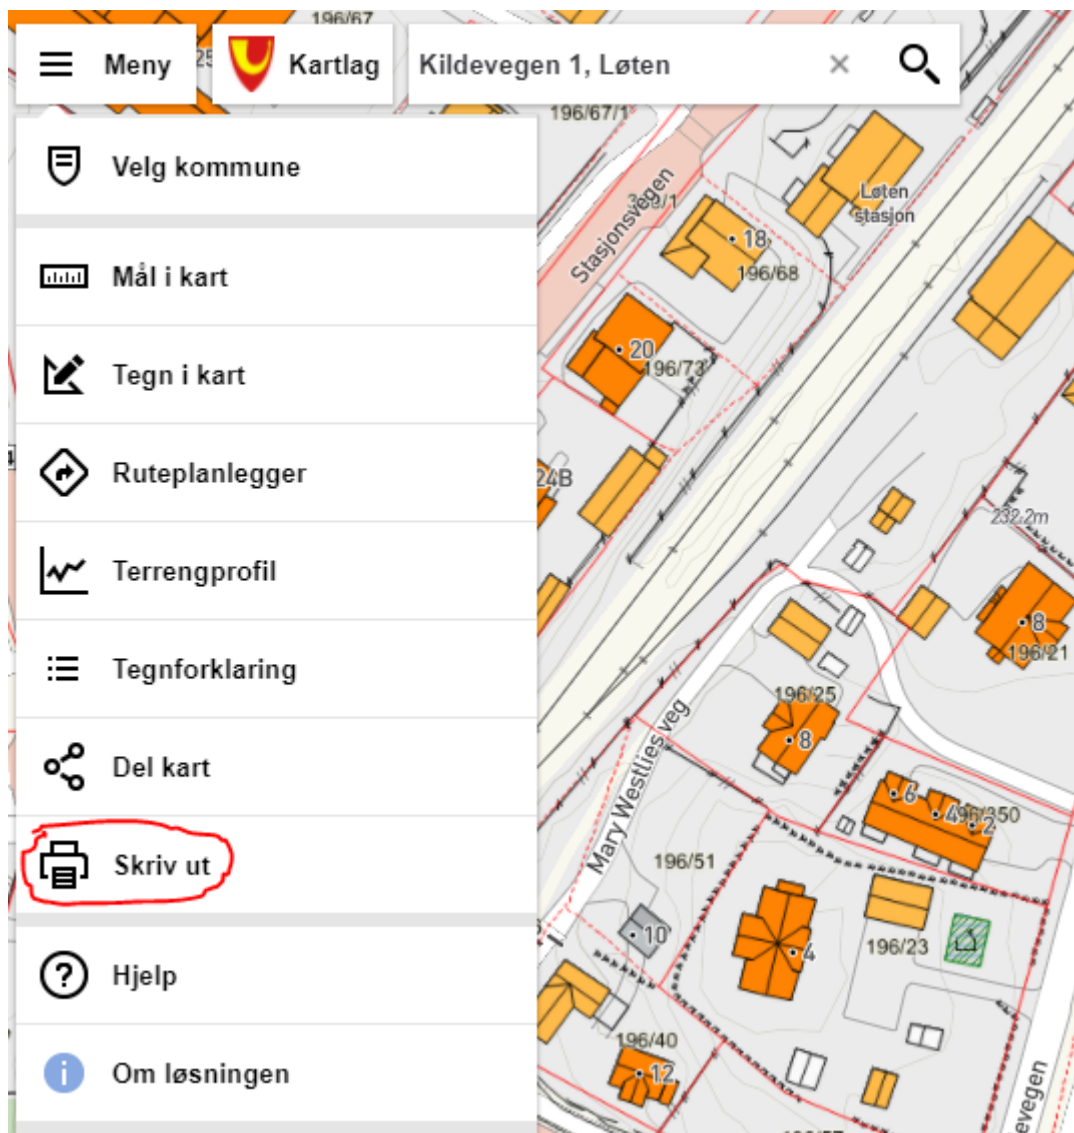 196/67
25
Meny
Kartlag
Kildevegen 1, Løten
196/67/1
Velg kommune
Mål i kart
Tegn i kart
Ruteplanlegger
Terrengprofil
Tegnforklaring
Del kart
Skriv ut
Hjelp
Om løsningen
Stasjonsvegen
Løten
stasjon
18
196/68
20
196/73
24B
232.2m
8
196/21
196/25
8
Mary Westlies veg
6
4
2
196/51
10
4
196/23
196/40
12